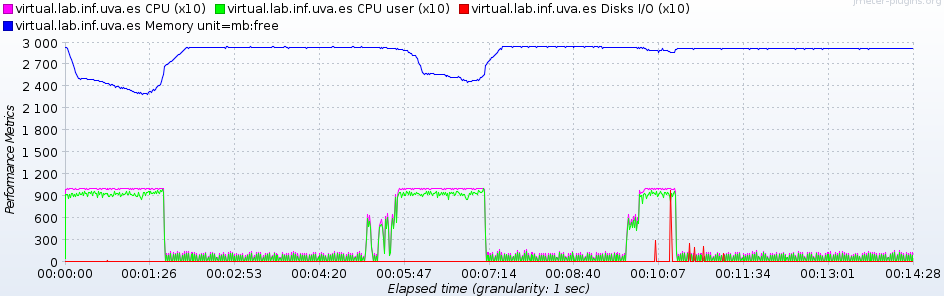 virtual.lab.inf.uva.es CPU (x10) virtual.lab.inf.uva.es CPU user (x10) virtual.lab.inf.uva.es Disks I/O (x10)
virtual.lab.inf.uva.es Memory unit=mb:free
jmeter-plugins.org
3 000
2 700
2 400
2 100
1 800
1 500
1 200
900
600
300
0
Performance Metrics
00:00:00 00:01:26 00:02:53 00:04:20 00:05:47 00:07:14 00:08:40 00:10:07 00:11:34 00:13:01 00:14:28
Elapsed time (granularity: 1 sec)